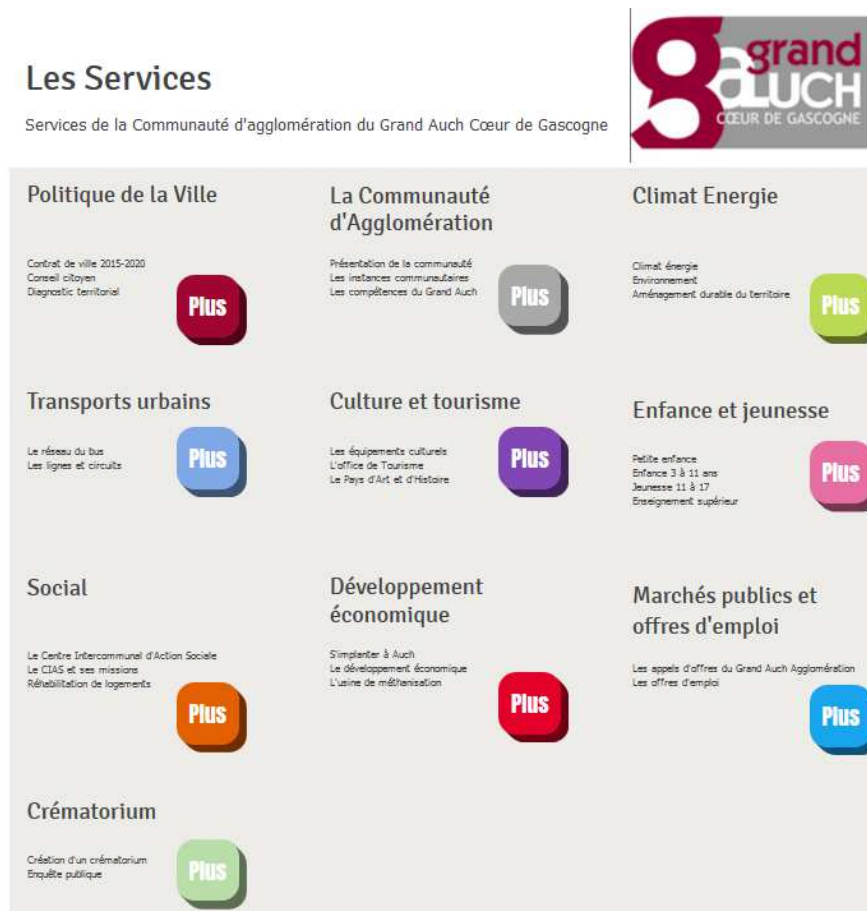 Les Services
Services de la Communauté d'agglomération du Grand Auch Cœur de Gascogne
grand
aUCH
CŒUR DE GASCOGNE
Politique de la Ville
Contrat de ville 2015-2020
Conseil citoyen
Diagnostic territorial
Plus
La Communauté
d'Agglomération
Présentation de la communauté
Les instances communautaires
Les compétences du Grand Auch
Plus
Climat Energie
Climat énergie
Environnement
Aménagement durable du territoire
Plus
Transports urbains
Le réseau du bus
Les lignes et circuits
Plus
Culture et tourisme
Les équipements culturels
L'office de Tourisme
Le Pays d'Art et d'Histoire
Plus
Enfance et jeunesse
Petite enfance
Enfance 3 à 11 ans
Jeunesse 11 à 17
Enseignement supérieur
Plus
Social
Le Centre Intercommunal d'Action Sociale
Le CIAS et ses missions
Réhabilitation de logements
Plus
Développement
économique
S'implanter à Auch
Le développement économique
L'usine de méthanisation
Plus
Marchés publics et
offres d'emploi
Les appels d'offres du Grand Auch Agglomération
Les offres d'emploi
Plus
Crématorium
Création d'un crématorium
Enquête publique
Plus